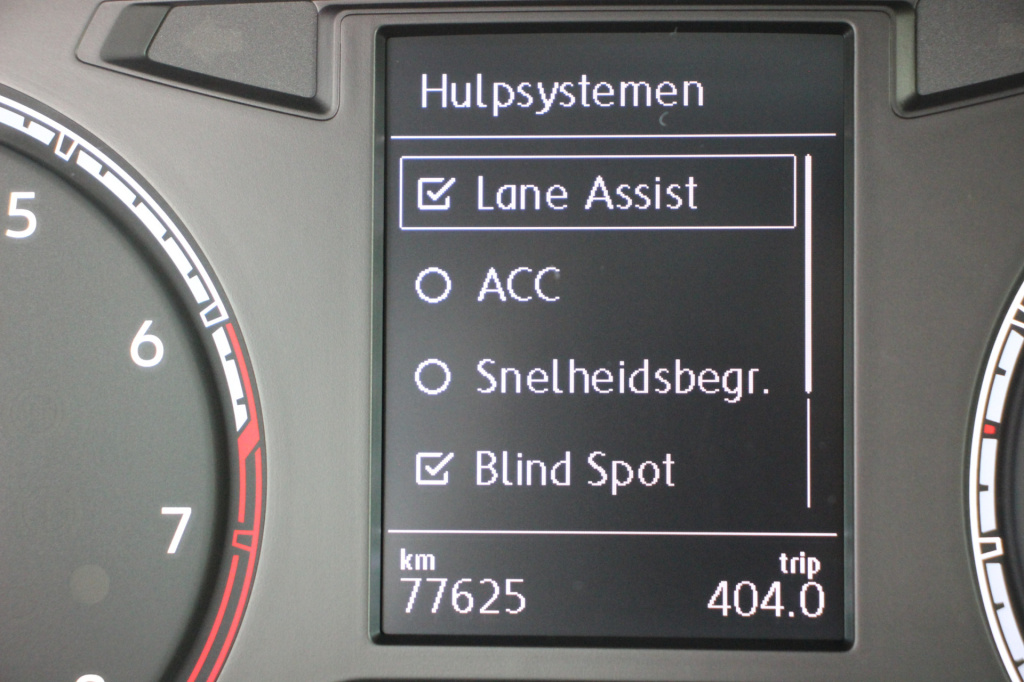 Hulpsystemen
Lane Assist
ACC
Snelheidsbegr.
Blind Spot
km trip
77625 404.0
5
6
7